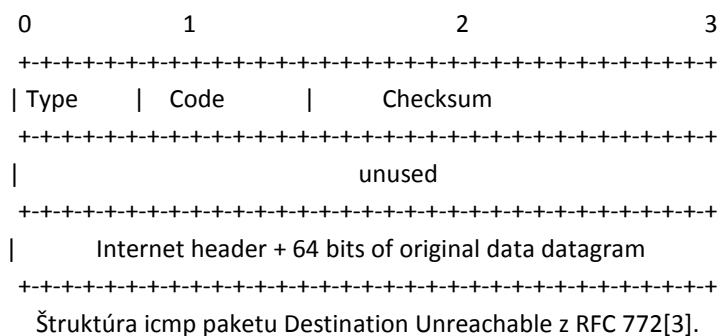 0 1 2 3
+-+-+-+-+-+-+-+-+-+-+-+-+-+-+-+-+-+-+-+-+-+-+-+-+-+-+-+-+-+-+-+-+
| Type | Code | Checksum
+-+-+-+-+-+-+-+-+-+-+-+-+-+-+-+-+-+-+-+-+-+-+-+-+-+-+-+-+-+-+-+-+
| unused
+-+-+-+-+-+-+-+-+-+-+-+-+-+-+-+-+-+-+-+-+-+-+-+-+-+-+-+-+-+-+-+-+
| Internet header + 64 bits of original data datagram
+-+-+-+-+-+-+-+-+-+-+-+-+-+-+-+-+-+-+-+-+-+-+-+-+-+-+-+-+-+-+-+-+
Štruktúra icmp paketu Destination Unreachable z RFC 772[3].